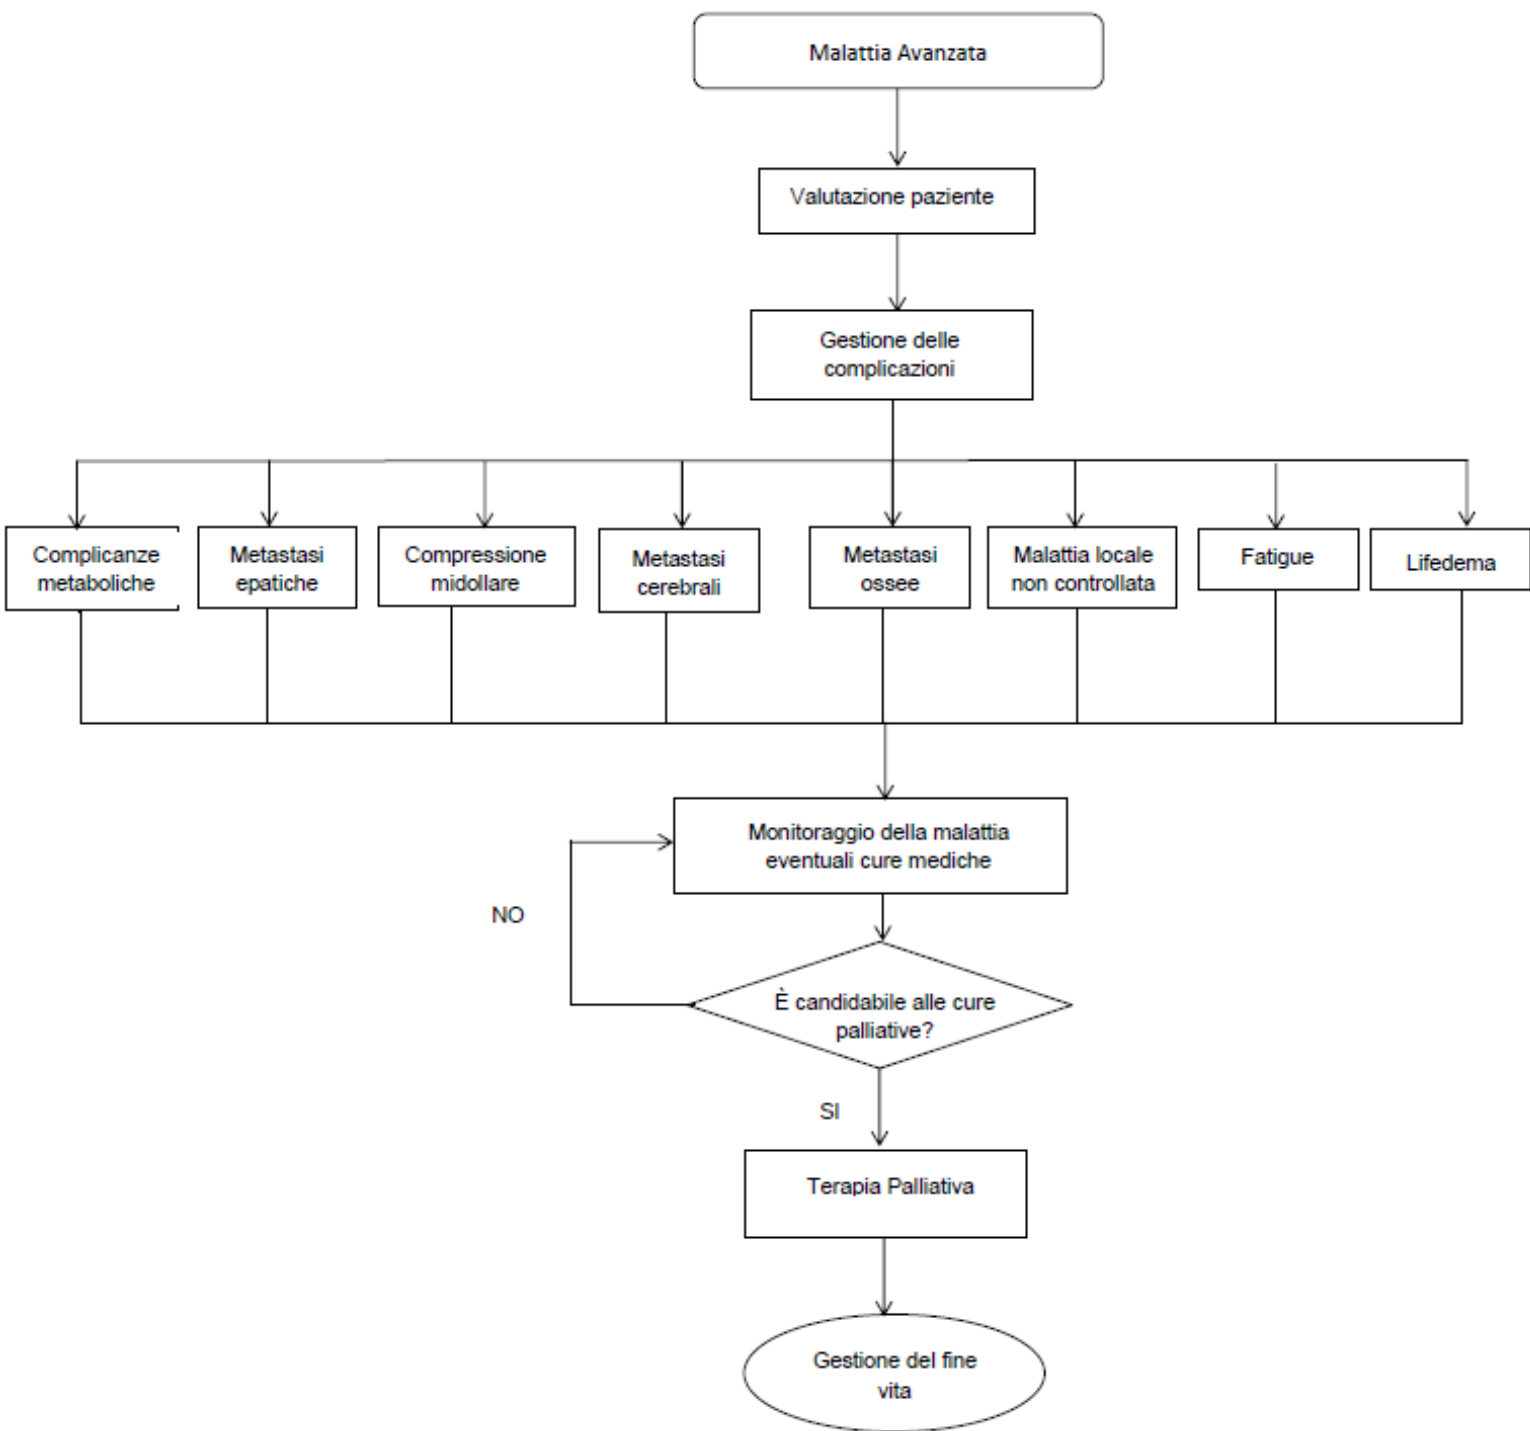 Malattia Avanzata
Valutazione paziente
Gestione delle
complicazioni
Complicanze
metaboliche
Metastasi
epatiche
Compressione
midollare
Metastasi
cerebrali
Metastasi
ossee
Malattia locale
non controllata
Fatigue
Lifedema
Monitoraggio della malattia
eventuali cure mediche
NO
È candidabile alle cure
palliative?
SI
Terapia Palliativa
Gestione del fine
vita